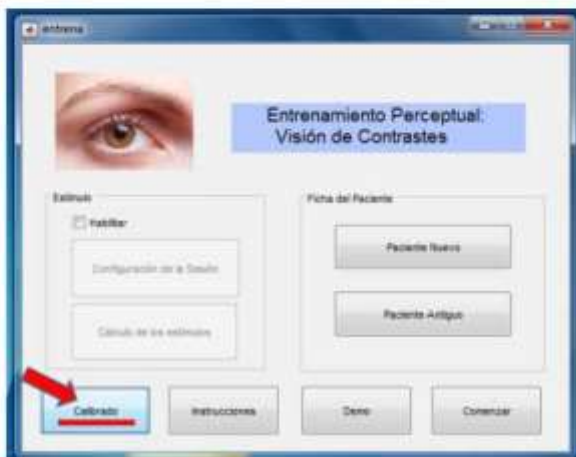 entrena
Entrenamiento Perceptual:
Visión de Contrastes
Estímulo
Habilitar
Configuración de la Sesión
Cálculo de los estímulos
Ficha del Paciente
Paciente Nuevo
Paciente Antiguo
Calibrado
Instrucciones
Demo
Comenzar